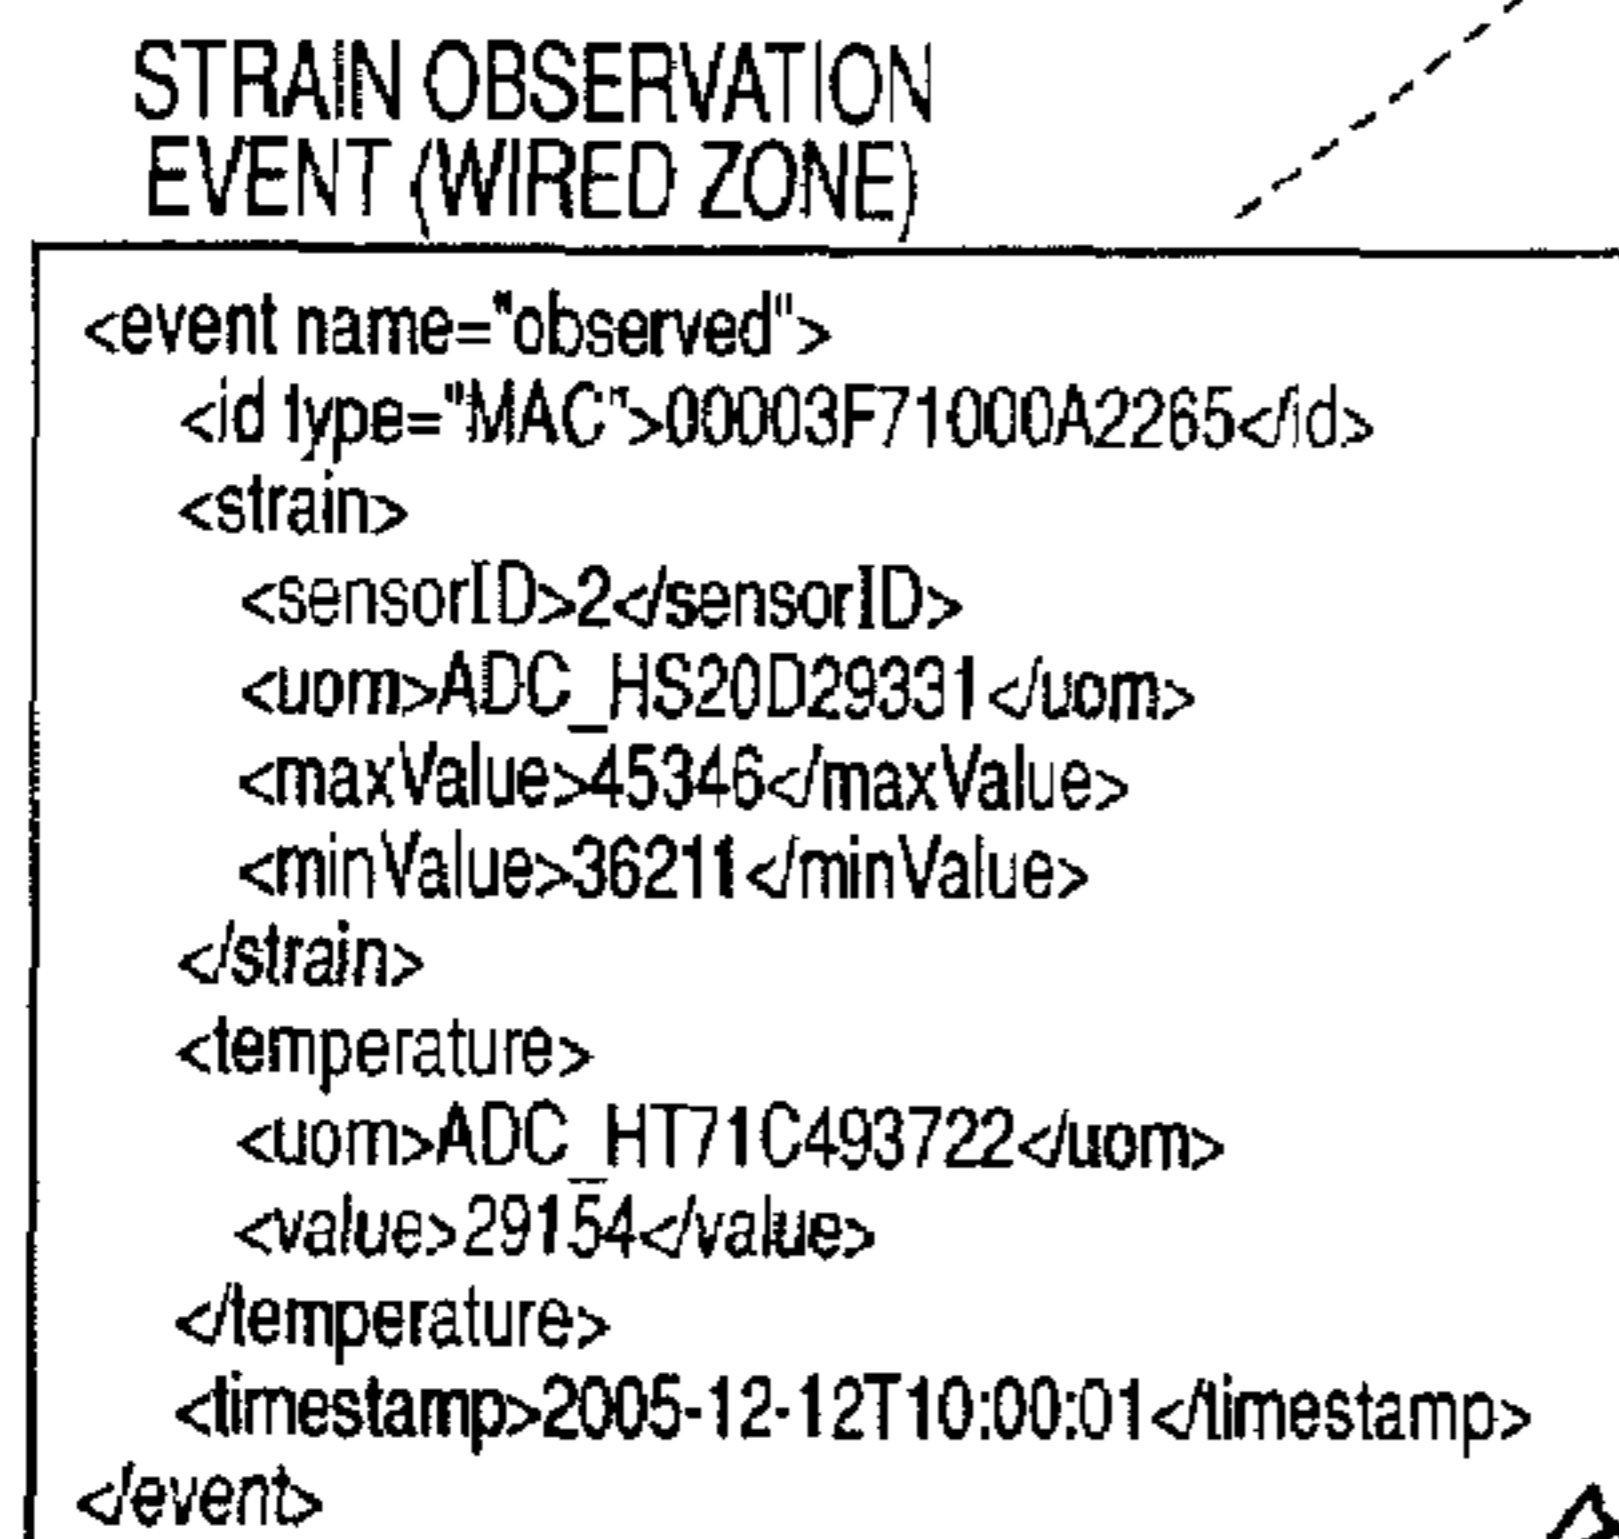 STRAIN OBSERVATION
EVENT (WIRED ZONE)
<event name="observed">
<id type="MAC">00003F71000A2265</id>
<strain>
<sensorID>2</sensorID>
<uom>ADC_HS20D29331</uom>
<maxValue>45346</maxValue>
<minValue>36211</minValue>
</strain>
<temperature>
<uom>ADC_HT71C493722</uom>
<value>29154</value>
</temperature>
<timestamp>2005-12-12T10:00:01</timestamp>
</event>